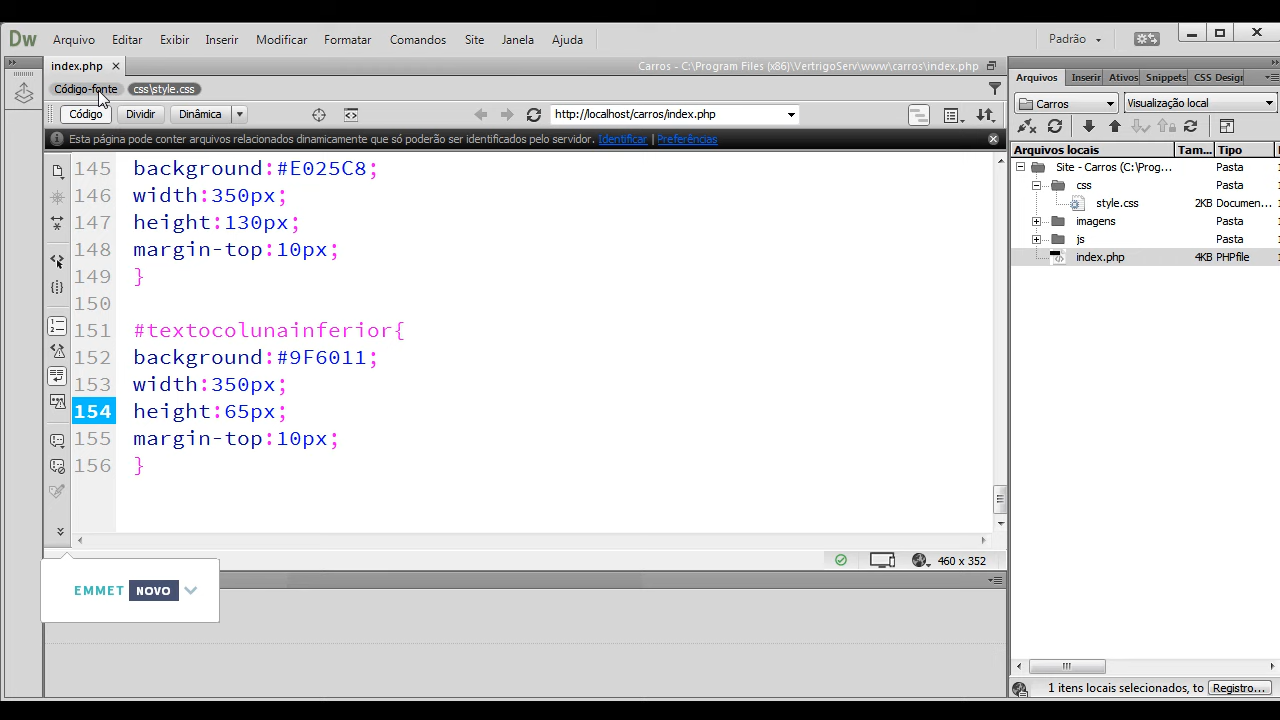 Dw Arquivo Editar Exibir Inserir Modificar Formatar Comandos Site Janela Ajuda Padrão
index.php Carros - C:\Program Files (x86)\VertrigoServ\www\carros\index.php
Código-fonte css\style.css
Código Dividir Dinâmica http://localhost/carros/index.php
Esta página pode conter arquivos relacionados dinamicamente que só poderão ser identificados pelo servidor. Identificar Preferências
145 background:#E025C8;
146 width:350px;
147 height:130px;
148 margin-top:10px;
149 }
150
151 #textocolunainferior{
152 background:#9F6011;
153 width:350px;
154 height:65px;
155 margin-top:10px;
156 }
460 x 352
EMMET NOVO
Arquivos Inserir Ativos Snippets CSS Design
Carros Visualização local
Arquivos locais Tam... Tipo
Site - Carros (C:\Prog... Pasta
css Pasta
style.css 2KB Documen...
imagens Pasta
js Pasta
index.php 4KB PHPfile
1 itens locais selecionados, to Registro...